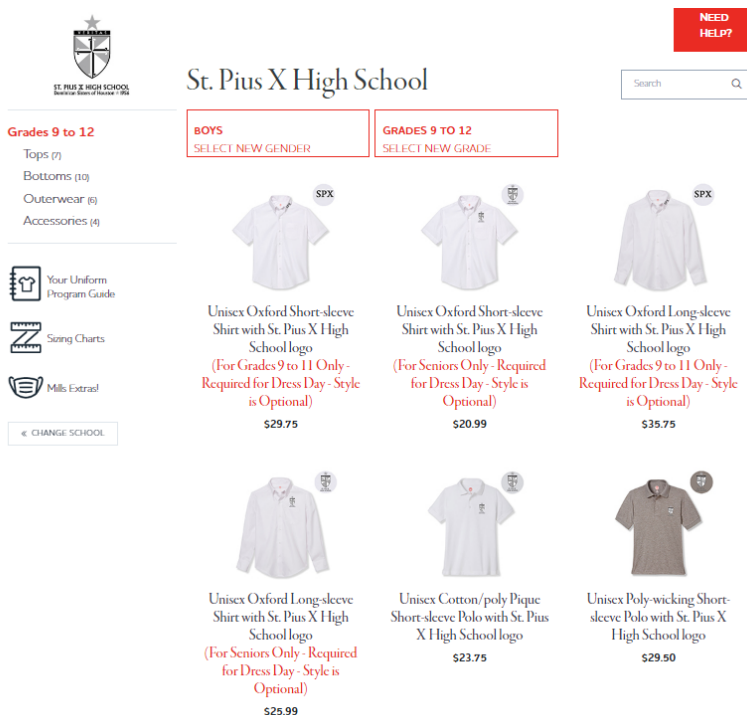 NEED
HELP?
VERITAS
ST. PIUS X HIGH SCHOOL
Dominican Sisters of Houston
1956
St. Pius X High School
Search
Grades 9 to 12
Tops (7)
Bottoms (10)
Outerwear (6)
Accessories (4)
Your Uniform
Program Guide
Sizing Charts
Mills Extras!
« CHANGE SCHOOL
BOYS
SELECT NEW GENDER
GRADES 9 TO 12
SELECT NEW GRADE
SPX
Unisex Oxford Short-sleeve
Shirt with St. Pius X High
School logo
(For Grades 9 to 11 Only -
Required for Dress Day - Style
is Optional)
$29.75
Unisex Oxford Short-sleeve
Shirt with St. Pius X High
School logo
(For Seniors Only - Required
for Dress Day - Style is
Optional)
$20.99
SPX
Unisex Oxford Long-sleeve
Shirt with St. Pius X High
School logo
(For Grades 9 to 11 Only -
Required for Dress Day - Style
is Optional)
$35.75
Unisex Oxford Long-sleeve
Shirt with St. Pius X High
School logo
(For Seniors Only - Required
for Dress Day - Style is
Optional)
$25.99
Unisex Cotton/poly Pique
Short-sleeve Polo with St. Pius
X High School logo
$23.75
Unisex Poly-wicking Short-
sleeve Polo with St. Pius X
High School logo
$29.50